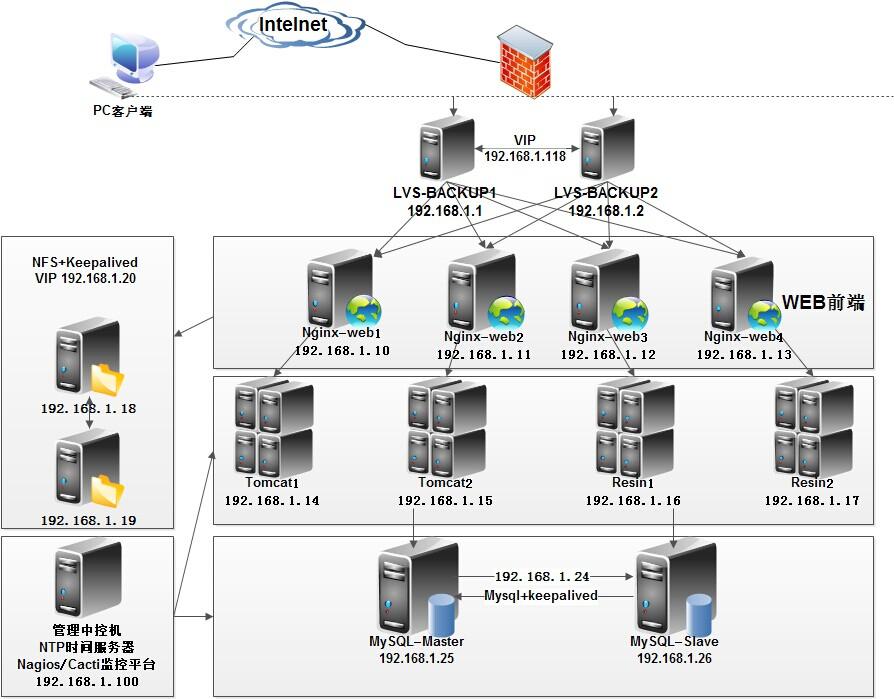 Intelnet
PC客户端
VIP
192.168.1.118
LVS-BACKUP1
192.168.1.1
LVS-BACKUP2
192.168.1.2
NFS+Keepalived
VIP 192.168.1.20
192.168.1.18
192.168.1.19
WEB前端
Nginx-web1
192.168.1.10
Nginx-web2
192.168.1.11
Nginx-web3
192.168.1.12
Nginx-web4
192.168.1.13
Tomcat1
192.168.1.14
Tomcat2
192.168.1.15
Resin1
192.168.1.16
Resin2
192.168.1.17
管理中控机
NTP时间服务器
Nagios/Cacti监控平台
192.168.1.100
192.168.1.24
Mysql+keepalived
MySQL-Master
192.168.1.25
MySQL-Slave
192.168.1.26